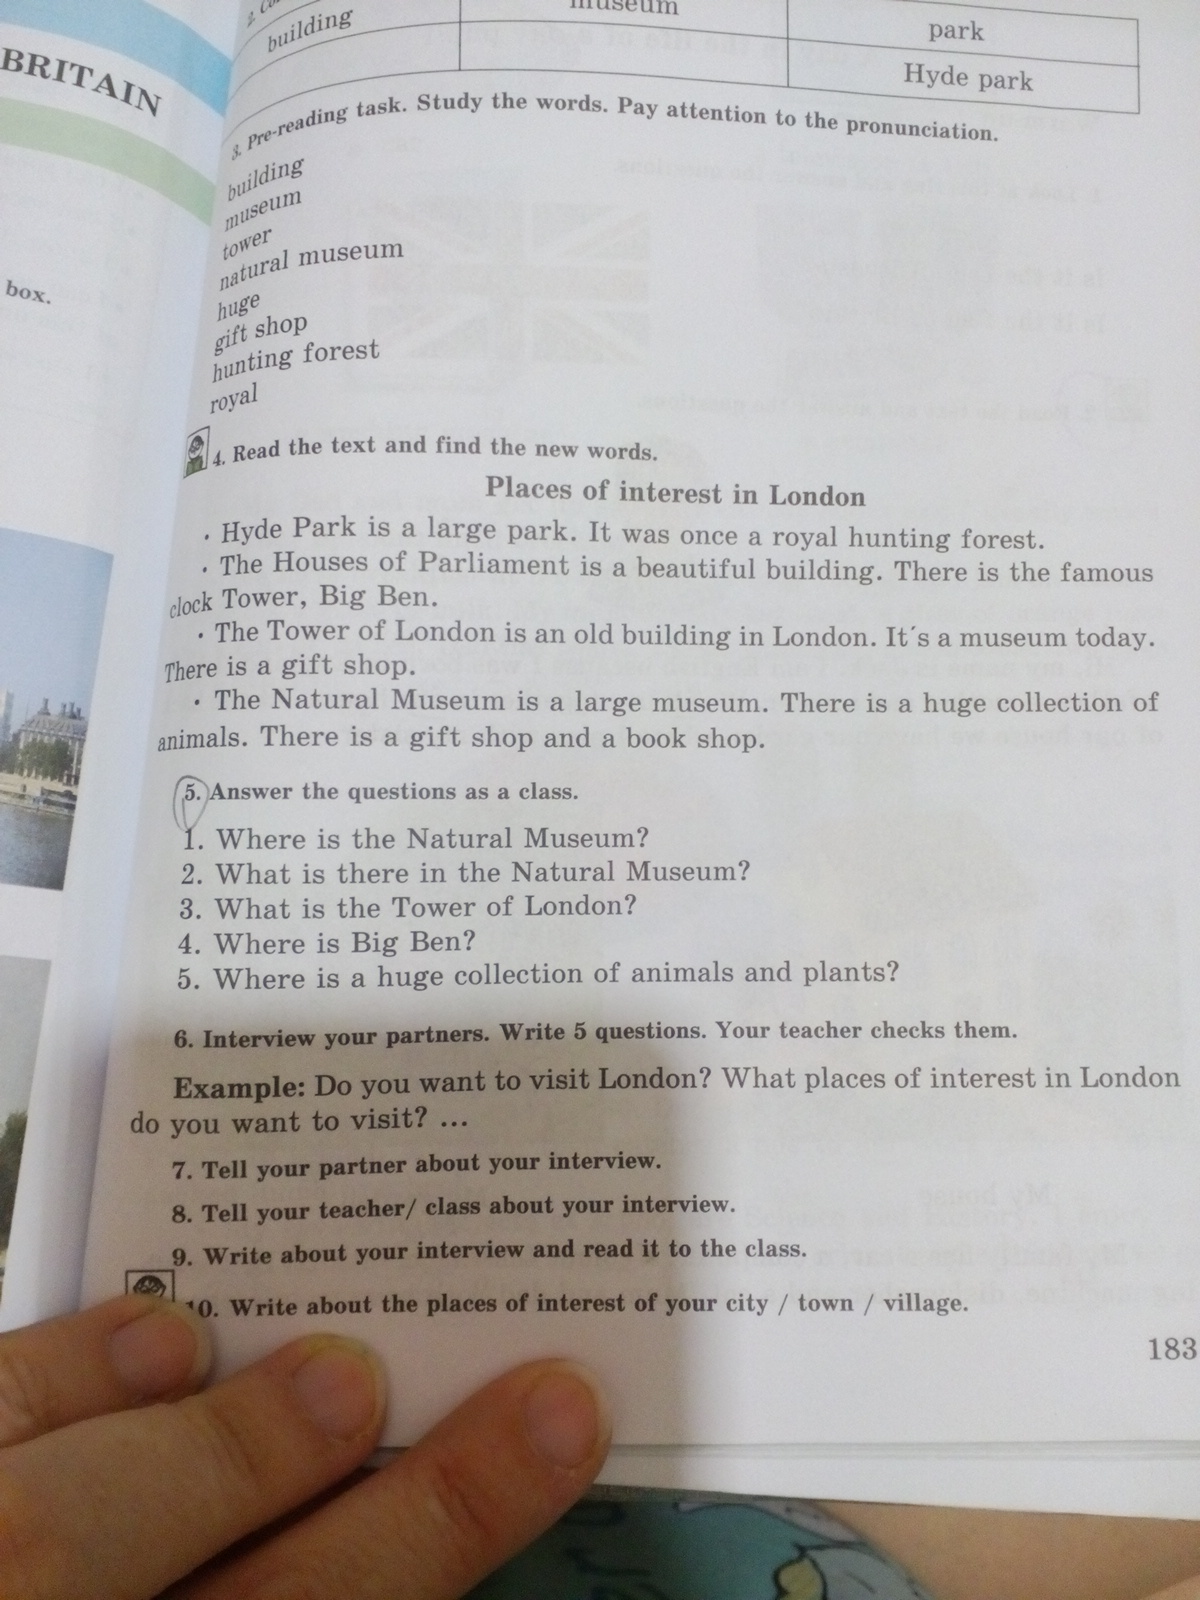 BRITAIN
box.
building
museum
park
Hyde park
3. Pre-reading task. Study the words. Pay attention to the pronunciation.
building
museum
tower
natural museum
huge
gift shop
hunting forest
royal
4. Read the text and find the new words.
Places of interest in London
· Hyde Park is a large park. It was once a royal hunting forest.
· The Houses of Parliament is a beautiful building. There is the famous
clock Tower, Big Ben.
· The Tower of London is an old building in London. It´s a museum today.
There is a gift shop.
· The Natural Museum is a large museum. There is a huge collection of
animals. There is a gift shop and a book shop.
5. Answer the questions as a class.
1. Where is the Natural Museum?
2. What is there in the Natural Museum?
3. What is the Tower of London?
4. Where is Big Ben?
5. Where is a huge collection of animals and plants?
6. Interview your partners. Write 5 questions. Your teacher checks them.
Example: Do you want to visit London? What places of interest in London
do you want to visit? ...
7. Tell your partner about your interview.
8. Tell your teacher/ class about your interview.
9. Write about your interview and read it to the class.
10. Write about the places of interest of your city / town / village.
183